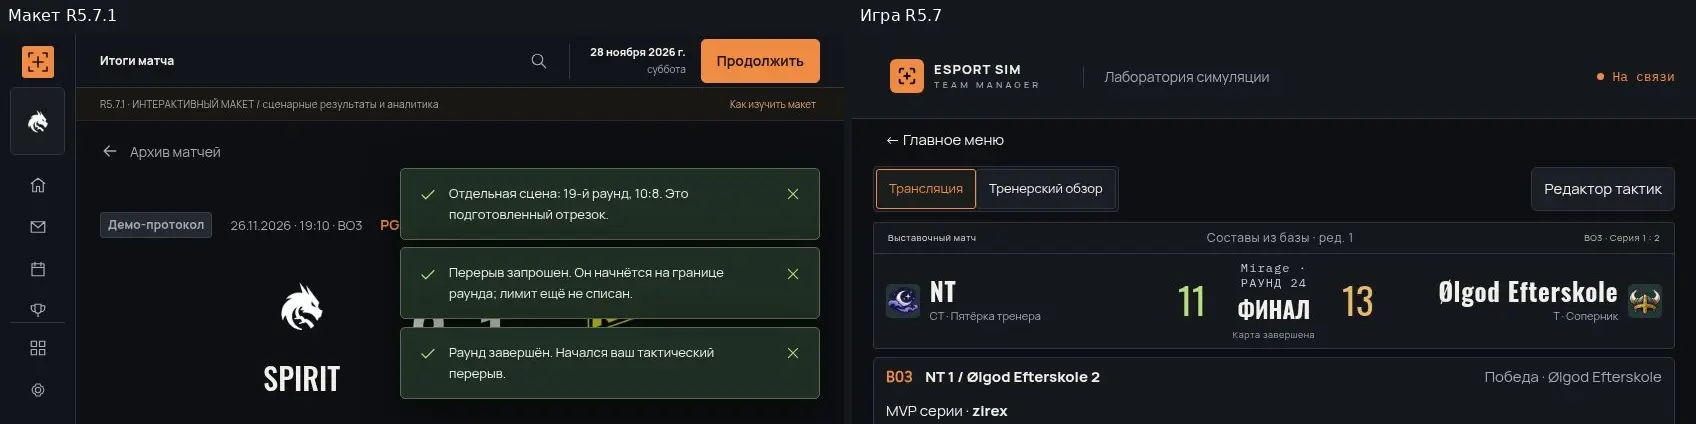 Макет R5.7.1
Итоги матча
28 ноября 2026 г.
суббота
Продолжить
R5.7.1 · ИНТЕРАКТИВНЫЙ МАКЕТ / сценарные результаты и аналитика
Как изучить макет
← Архив матчей
Демо-протокол
26.11.2026 · 19:10 · BO3
PG
Отдельная сцена: 19-й раунд, 10:8. Это
подготовленный отрезок.
Перерыв запрошен. Он начнётся на границе
раунда; лимит ещё не списан.
Раунд завершён. Начался ваш тактический
перерыв.
SPIRIT
Игра R5.7
ESPORT SIM
TEAM MANAGER
Лаборатория симуляции
На связи
← Главное меню
Трансляция
Тренерский обзор
Редактор тактик
Выставочный матч
Составы из базы · ред. 1
BO3 · Серия 1 : 2
NT
CT · Пятёрка тренера
11
Mirage ·
РАУНД 24
ФИНАЛ
Карта завершена
13
Ølgod Efterskole
T · Соперник
BO3 NT 1 / Ølgod Efterskole 2
Победа · Ølgod Efterskole
MVP серии · zirex